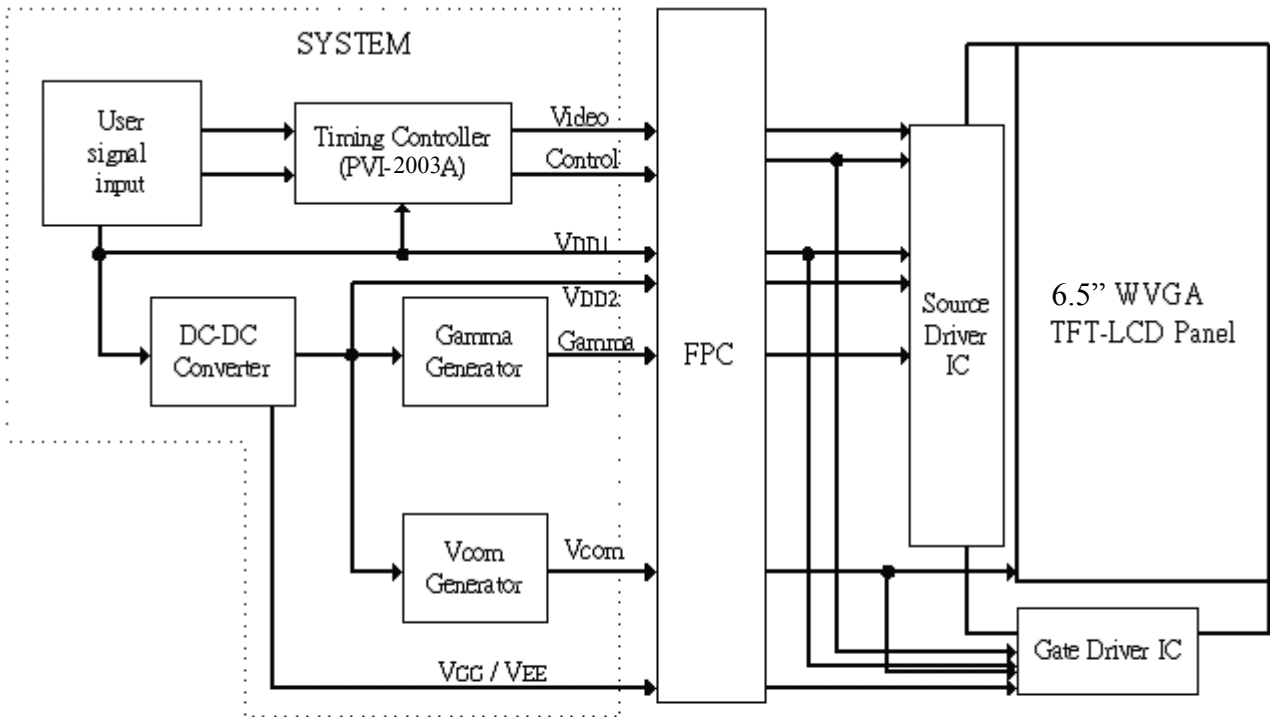 SYSTEM
User
signal
input
Timing Controller
(PVI-2003A)
Video
Control
VDD1
VDD2
DC-DC
Converter
Gamma
Generator
Gamma
FPC
Source
Driver
IC
6.5” WVGA
TFT-LCD Panel
Vcom
Generator
Vcom
Gate Driver IC
VGG / VEE